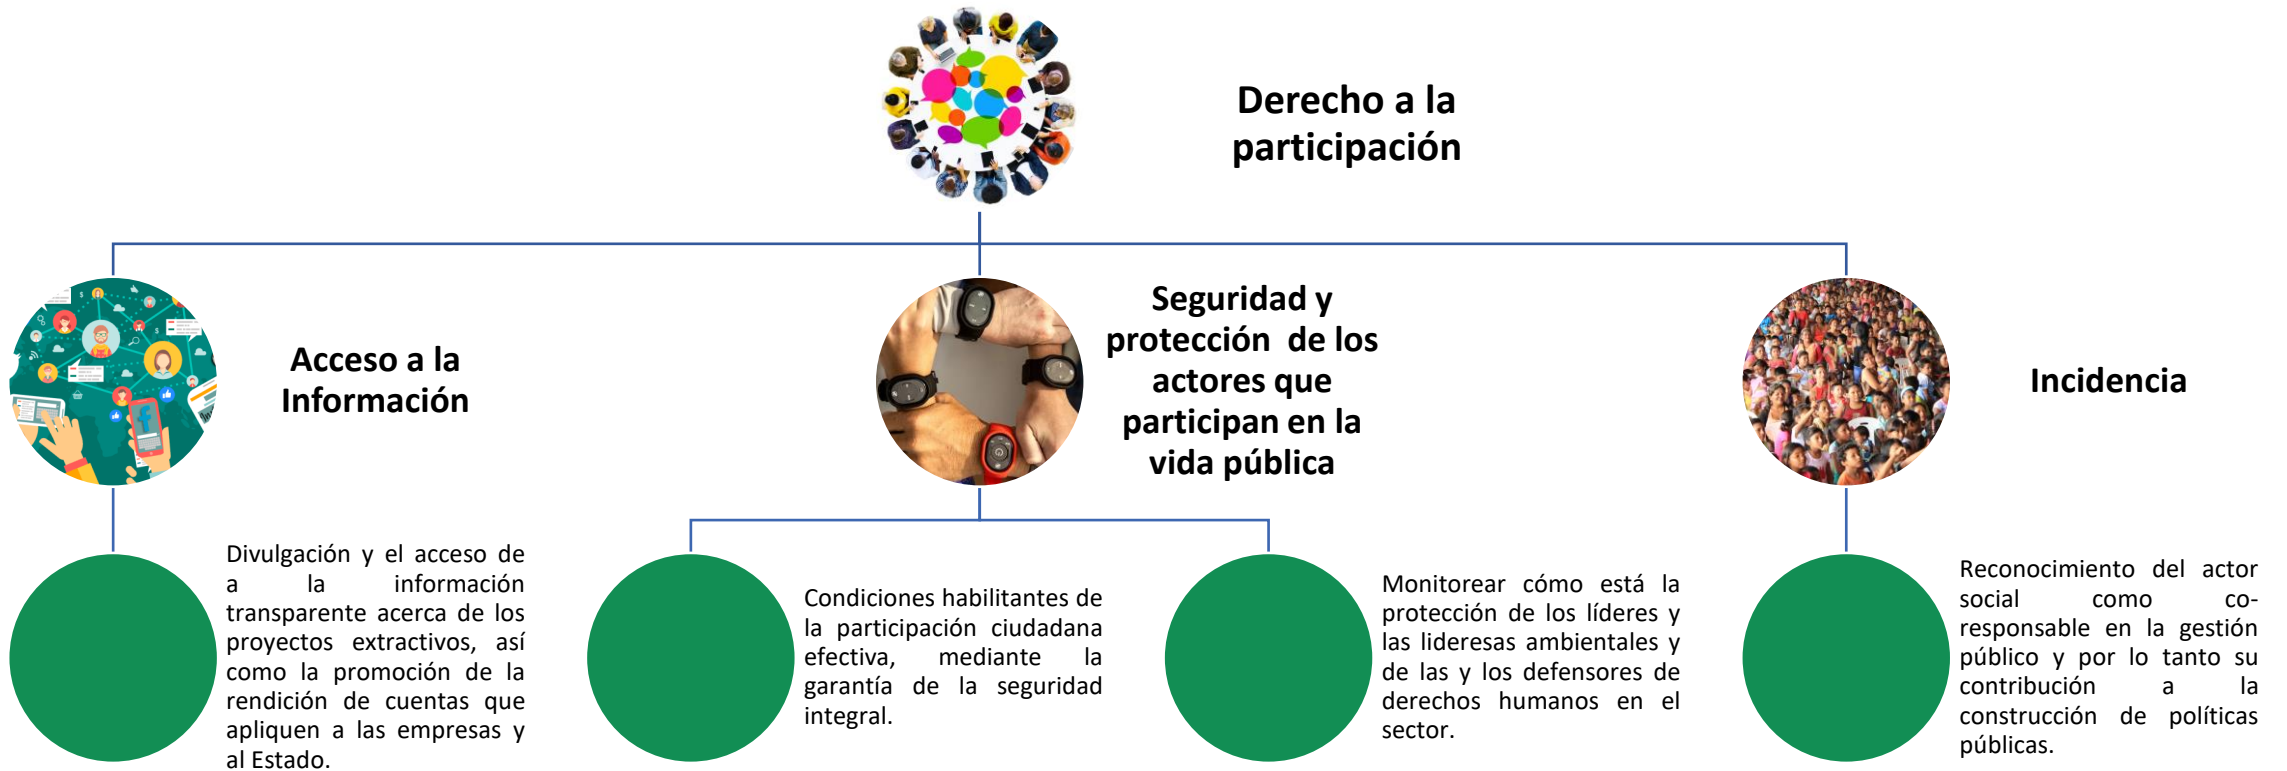 Derecho a la
participación
Acceso a la
Información
Seguridad y
protección de los
actores que
participan en la
vida pública
Incidencia
Divulgación y el acceso de
a la información
transparente acerca de los
proyectos extractivos, así
como la promoción de la
rendición de cuentas que
apliquen a las empresas y
al Estado.
Condiciones habilitantes de
la participación ciudadana
efectiva, mediante la
garantía de la seguridad
integral.
Monitorear cómo está la
protección de los líderes y
las lideresas ambientales y
de las y los defensores de
derechos humanos en el
sector.
Reconocimiento del actor
social como co-
responsable en la gestión
público y por lo tanto su
contribución a la
construcción de políticas
públicas.